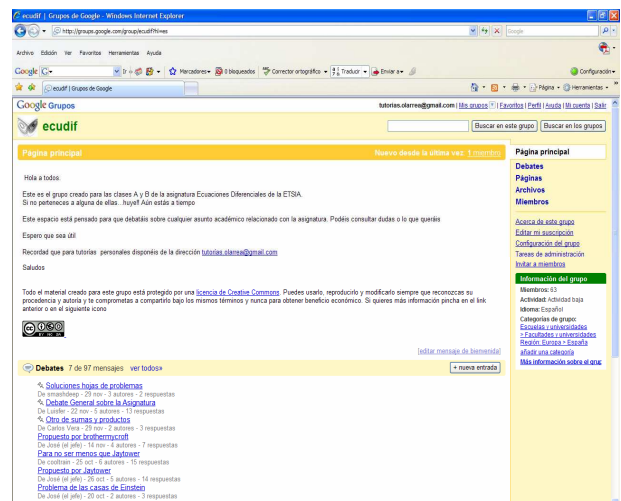 ecudif | Grupos de Google - Windows Internet Explorer
http://groups.google.com/group/ecudif?hl=es
Google
Archivo Edición Ver Favoritos Herramientas Ayuda
Google G Ir Marcadores 0 bloqueados Corrector ortográfico Traducir Enviar a Configuración
ecudif | Grupos de Google Página Herramientas
Google Grupos
tutorias.olarrea@gmail.com | Mis grupos | Favoritos | Perfil | Ayuda | Mi cuenta | Salir
ecudif
Buscar en este grupo Buscar en los grupos
Página principal Nuevo desde la última vez: 1 miembro
Hola a todos:
Este es el grupo creado para las clases A y B de la asignatura Ecuaciones Diferenciales de la ETSIA.
Si no perteneces a alguna de ellas...huye!! Aún estás a tiempo
Este espacio está pensado para que debatáis sobre cualquier asunto académico relacionado con la asignatura. Podéis consultar dudas o lo que queráis
Espero que sea útil
Recordad que para tutorías personales disponéis de la dirección tutorias.olarrea@gmail.com
Saludos
Todo el material creado para este grupo está protegido por una licencia de Creative Commons. Puedes usarlo, reproducirlo y modificarlo siempre que reconozcas su
procedencia y autoría y te comprometas a compartirlo bajo los mismos términos y nunca para obtener beneficio económico. Si quieres más información pincha en el link
anterior o en el siguiente icono
cc
BY NC SA
[editar mensaje de bienvenida]
Debates 7 de 97 mensajes ver todos»
+ nueva entrada
Soluciones hojas de problemas
De smashdeep - 29 nov - 3 autores - 2 respuestas
Debate General sobre la Asignatura
De Luisfer - 22 nov - 5 autores - 13 respuestas
Otro de sumas y productos
De Carlos Vera - 29 nov - 2 autores - 3 respuestas
Propuesto por brothermycroft
De José (el jefe) - 14 nov - 4 autores - 7 respuestas
Para no ser menos que Jaytower
De cooltrain - 25 oct - 6 autores - 15 respuestas
Propuesto por Jaytower
De José (el jefe) - 26 oct - 5 autores - 14 respuestas
Problema de las casas de Einstein
De José (el jefe) - 20 oct - 2 autores - 3 respuestas
Página principal
Debates
Páginas
Archivos
Miembros
Acerca de este grupo
Editar mi suscripción
Configuración del grupo
Tareas de administración
Invitar a miembros
Información del grupo
Miembros: 63
Actividad: Actividad baja
Idioma: Español
Categorías de grupo:
Escuelas y universidades
> Facultades y universidades
Región: Europa > España
añadir una categoría
Más información sobre el grup